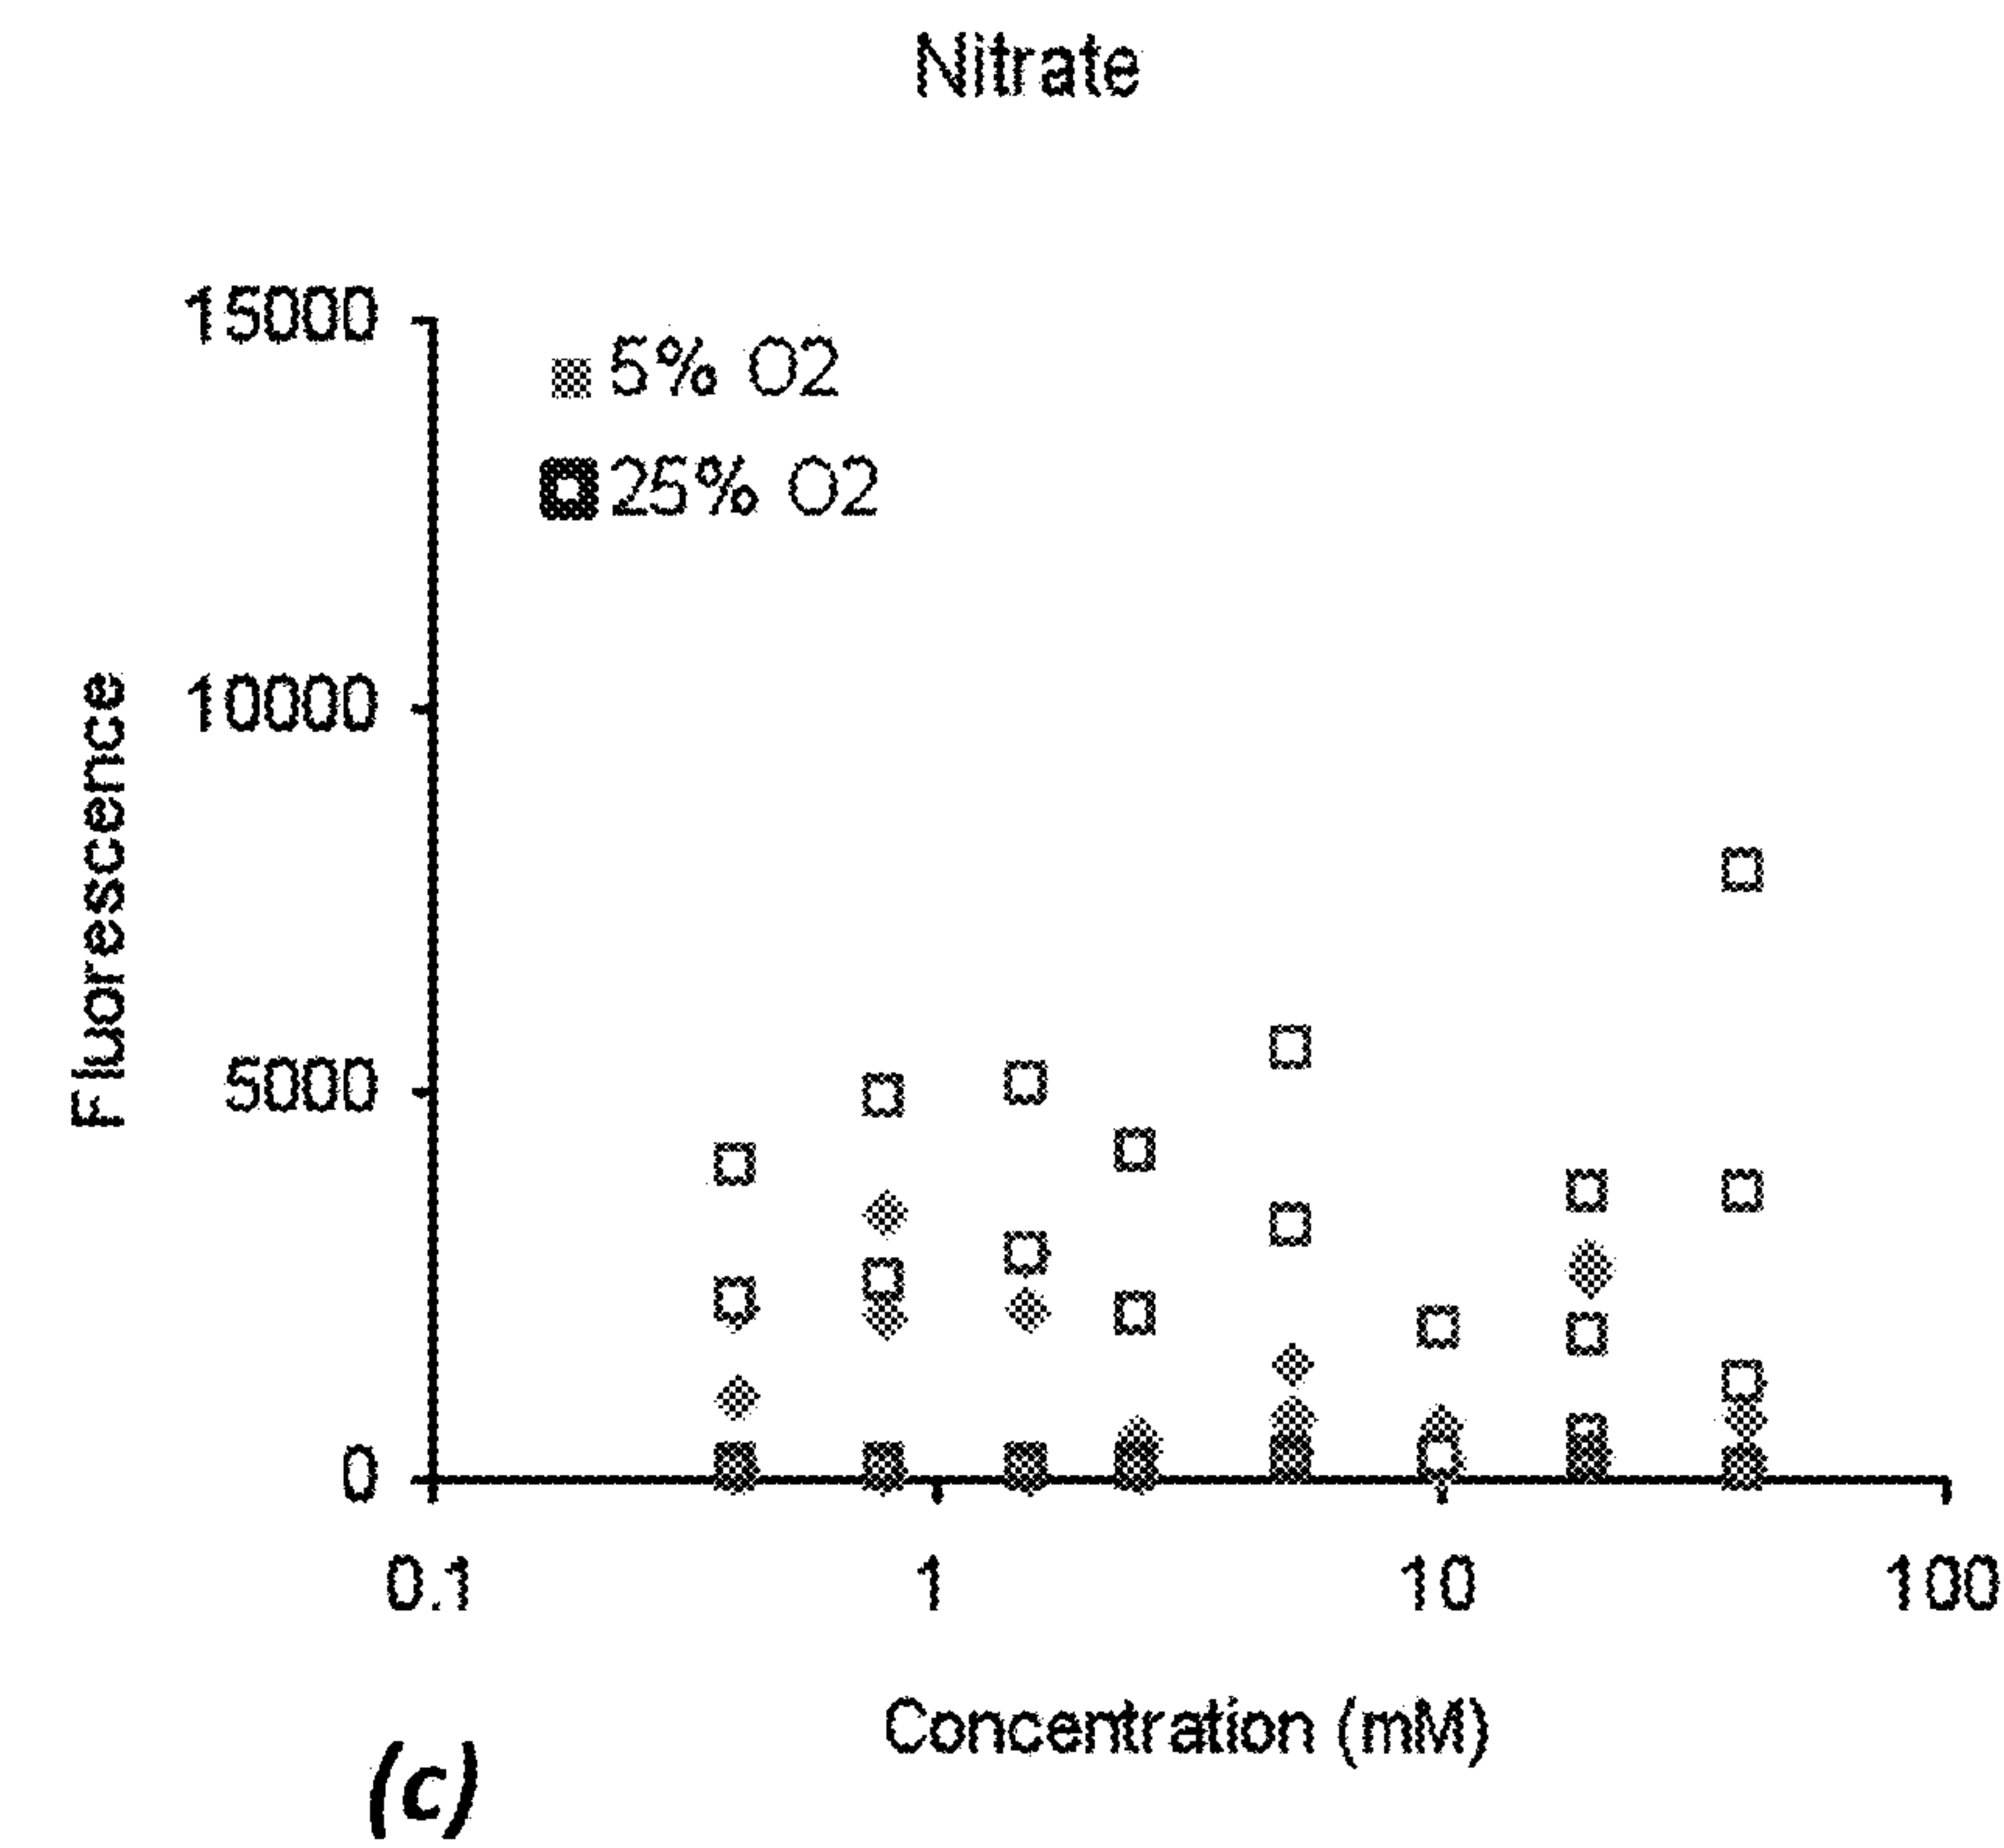 Nitrate
15000
5% O2
25% O2
10000
Fluorescence
5000
0
0.1 1 10 100
Concentration (mM)
(c)